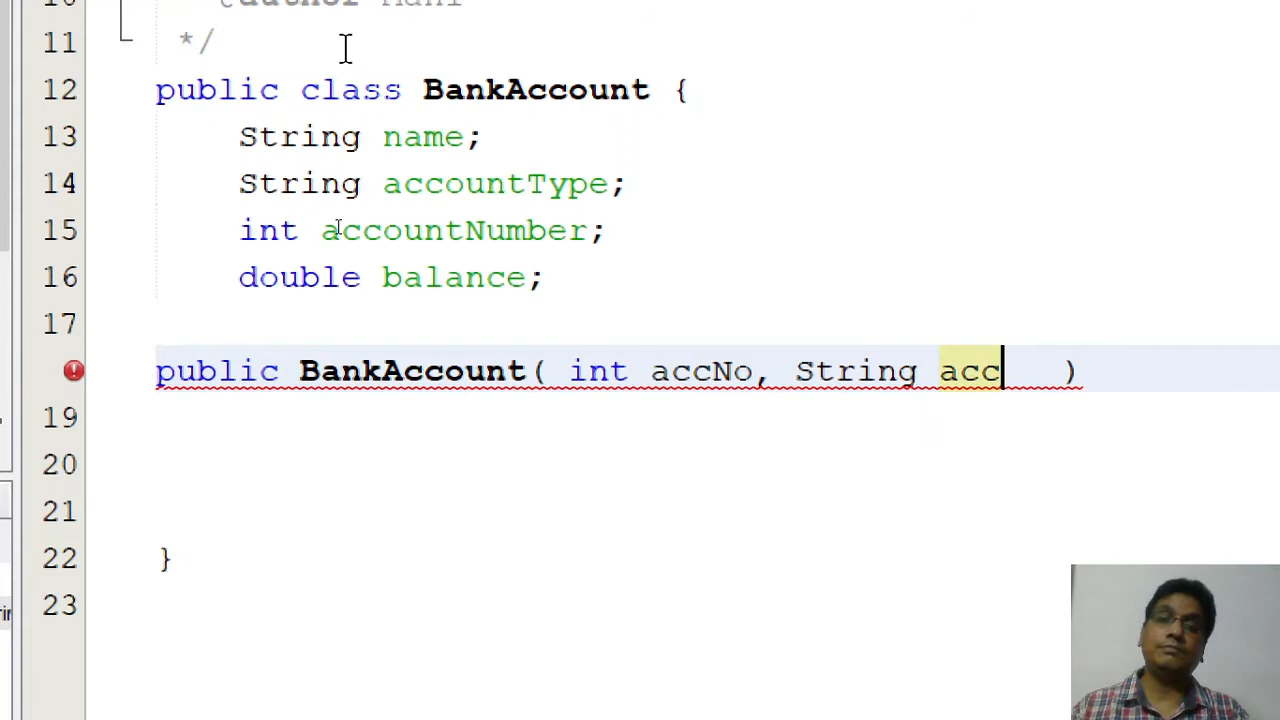 10
11 */
12 public class BankAccount {
13 String name;
14 String accountType;
15 int accountNumber;
16 double balance;
17
public BankAccount( int accNo, String acc )
19
20
21
22 }
23